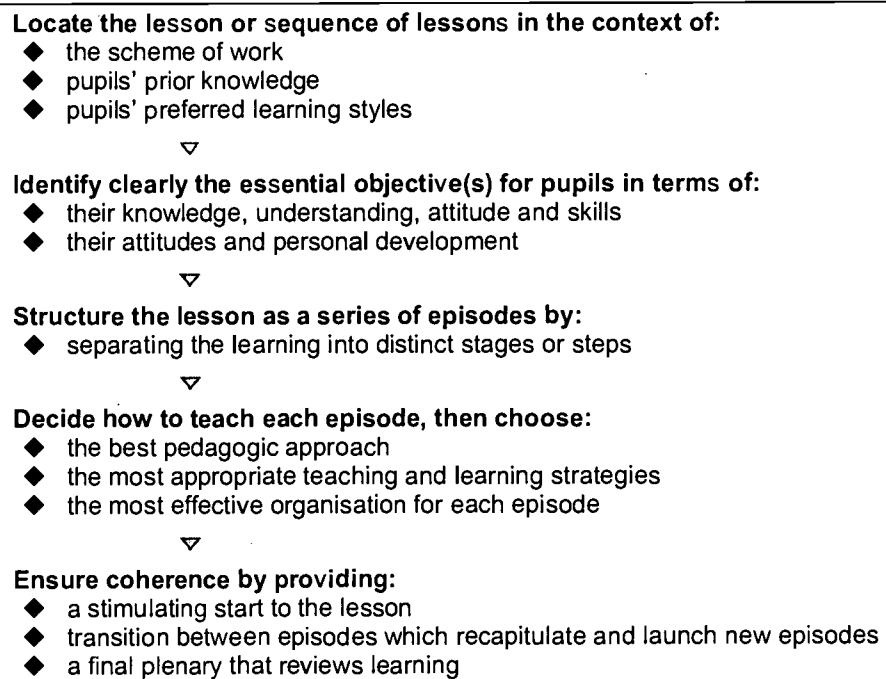 Locate the lesson or sequence of lessons in the context of:
◆ the scheme of work
◆ pupils' prior knowledge
◆ pupils' preferred learning styles
▽
Identify clearly the essential objective(s) for pupils in terms of:
◆ their knowledge, understanding, attitude and skills
◆ their attitudes and personal development
▽
Structure the lesson as a series of episodes by:
◆ separating the learning into distinct stages or steps
▽
Decide how to teach each episode, then choose:
◆ the best pedagogic approach
◆ the most appropriate teaching and learning strategies
◆ the most effective organisation for each episode
▽
Ensure coherence by providing:
◆ a stimulating start to the lesson
◆ transition between episodes which recapitulate and launch new episodes
◆ a final plenary that reviews learning